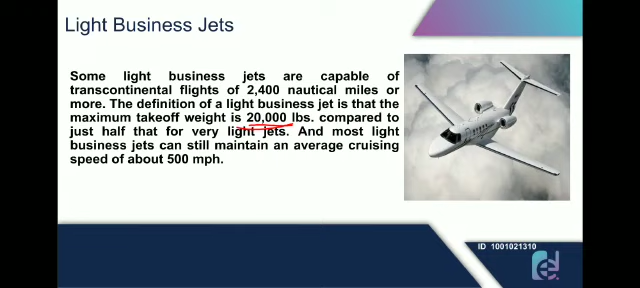 Light Business Jets
Some light business jets are capable of
transcontinental flights of 2,400 nautical miles or
more. The definition of a light business jet is that the
maximum takeoff weight is 20,000 lbs. compared to
just half that for very light jets. And most light
business jets can still maintain an average cruising
speed of about 500 mph.
ID 1001021310